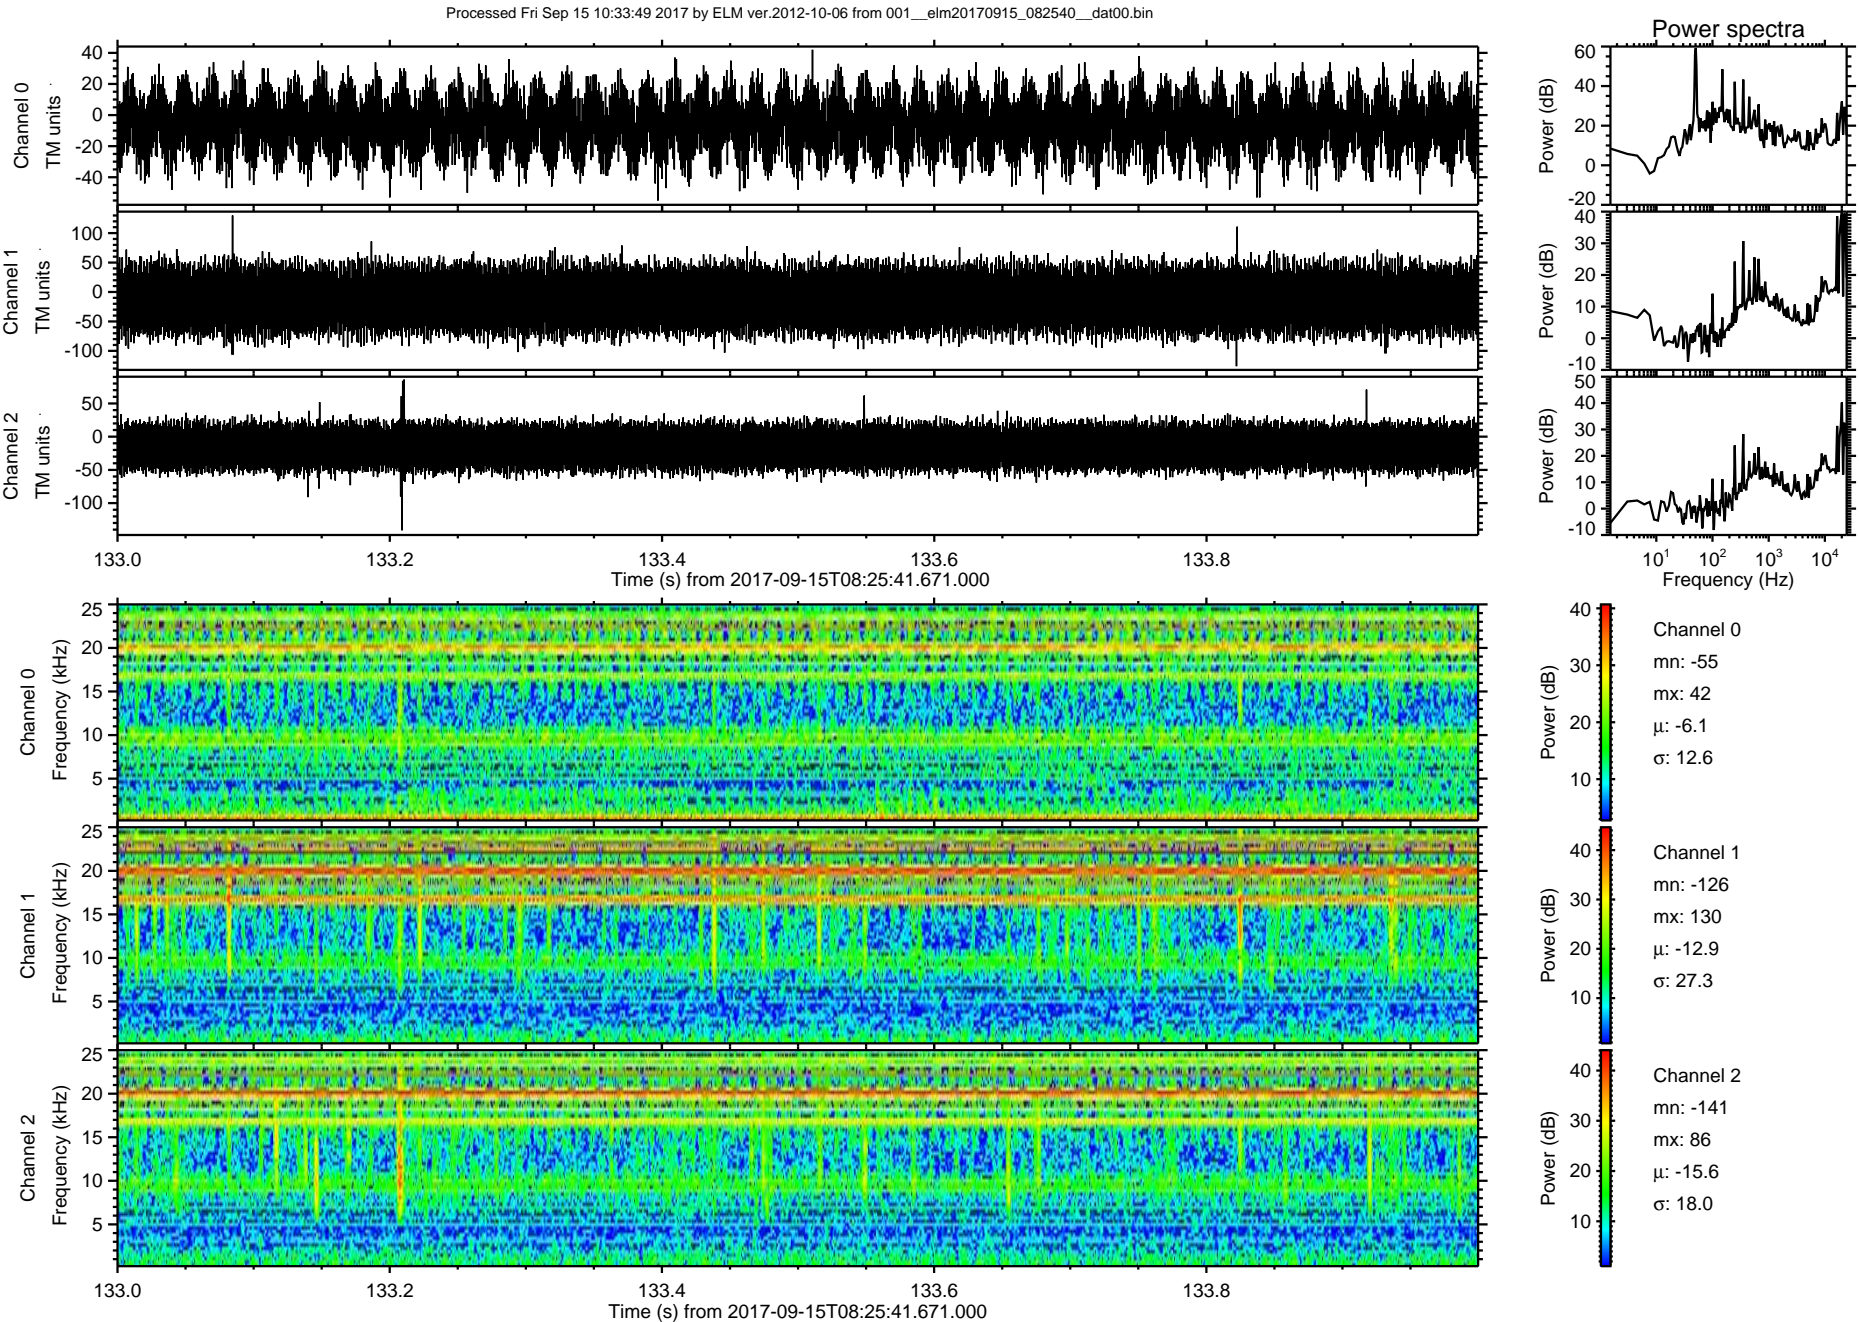 Processed Fri Sep 15 10:33:49 2017 by ELM ver.2012-10-06 from 001__elm20170915_082540__dat00.bin
Power spectra
Channel 0
TM units
40
20
0
-20
-40
Power (dB)
60
40
20
0
-20
Channel 1
TM units
100
50
0
-50
-100
Power (dB)
40
30
20
10
0
-10
Channel 2
TM units
50
0
-50
-100
Power (dB)
50
40
30
20
10
0
-10
133.0 133.2 133.4 133.6 133.8
Time (s) from 2017-09-15T08:25:41.671.000
10^1 10^2 10^3 10^4
Frequency (Hz)
Channel 0
Frequency (kHz)
25
20
15
10
5
Power (dB)
40
30
20
10
Channel 0
mn: -55
mx: 42
μ: -6.1
σ: 12.6
Channel 1
Frequency (kHz)
25
20
15
10
5
Power (dB)
40
30
20
10
Channel 1
mn: -126
mx: 130
μ: -12.9
σ: 27.3
Channel 2
Frequency (kHz)
25
20
15
10
5
Power (dB)
40
30
20
10
Channel 2
mn: -141
mx: 86
μ: -15.6
σ: 18.0
133.0 133.2 133.4 133.6 133.8
Time (s) from 2017-09-15T08:25:41.671.000